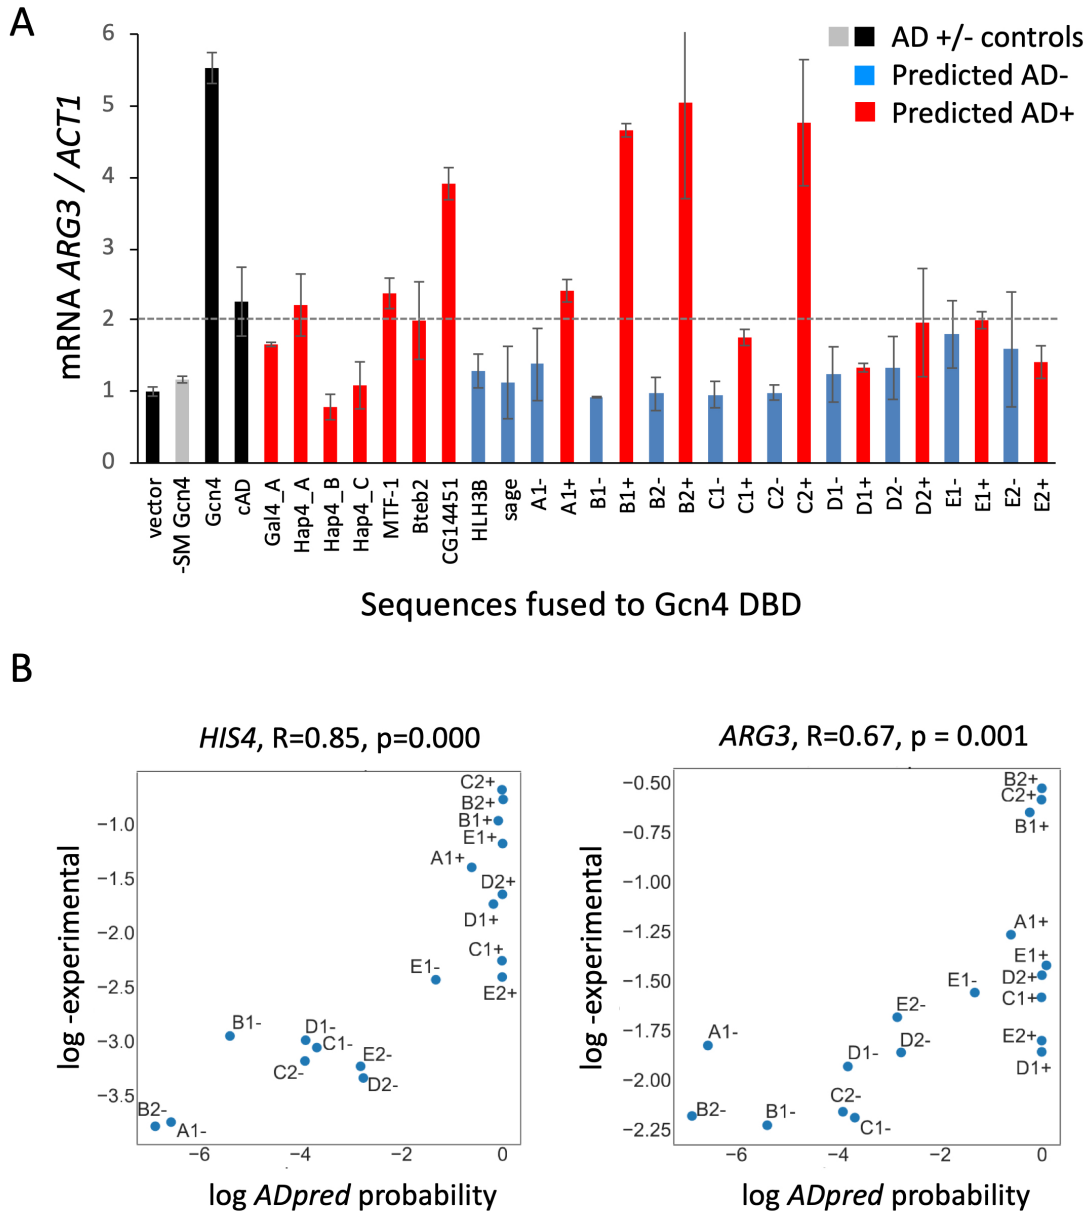 A
6
5
4
3
2
1
0
mRNA ARG3 / ACT1
AD +/- controls
Predicted AD-
Predicted AD+
vector
-SM Gcn4
Gcn4
cAD
Gal4_A
Hap4_A
Hap4_B
Hap4_C
MTF-1
Bteb2
CG14451
HLH3B
sage
A1-
A1+
B1-
B1+
B2-
B2+
C1-
C1+
C2-
C2+
D1-
D1+
D2-
D2+
E1-
E1+
E2-
E2+
Sequences fused to Gcn4 DBD
B
HIS4, R=0.85, p=0.000
log -experimental
−1.0
−1.5
−2.0
−2.5
−3.0
−3.5
C2+
B2+
B1+
E1+
A1+
D2+
D1+
C1+
E1-
E2+
B1-
D1-
C1-
C2-
E2-
D2-
B2-
A1-
−6
−4
−2
0
log ADpred probability
ARG3, R=0.67, p = 0.001
log -experimental
−0.50
−0.75
−1.00
−1.25
−1.50
−1.75
−2.00
−2.25
B2+
C2+
B1+
A1+
E1+
D2+
E1-
C1+
E2-
A1-
E2+
D2-
D1-
D1+
C2-
B2-
B1-
C1-
−6
−4
−2
0
log ADpred probability